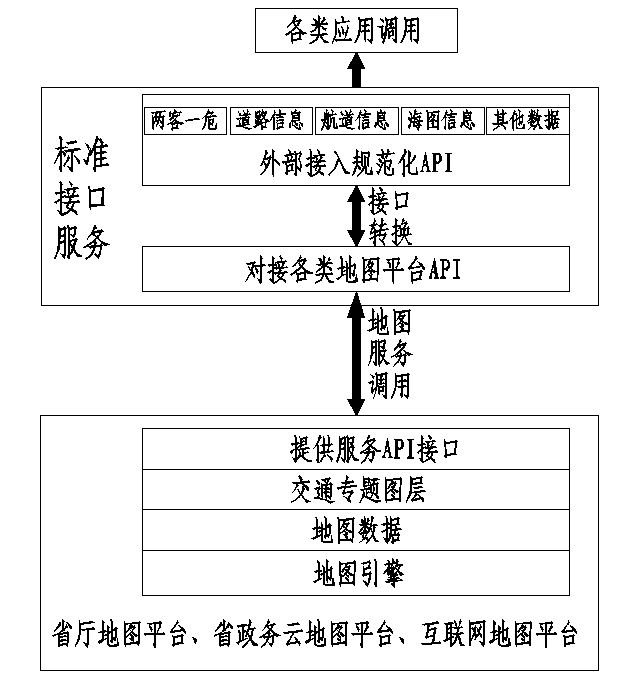 各类应用调用
两客一危 道路信息 航道信息 海图信息 其他数据
外部接入规范化API
标准
接口
服务
接口
转换
对接各类地图平台API
地图
服务
调用
提供服务API接口
交通专题图层
地图数据
地图引擎
省厅地图平台、省政务云地图平台、互联网地图平台